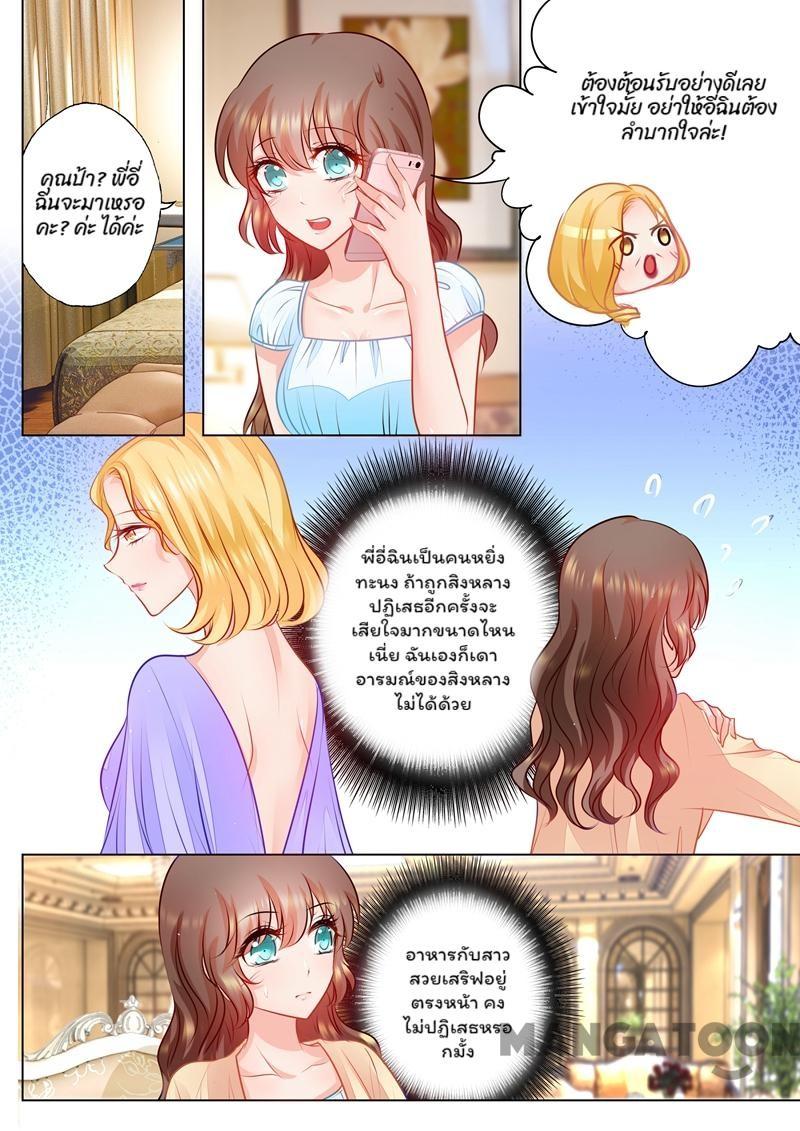 คุณป้า? พี่อี่
ฉินจะมาเหรอ
คะ? ค่ะ ได้ค่ะ
ต้องต้อนรับอย่างดีเลย
เข้าใจมั้ย อย่าให้อี่ฉินต้อง
ลำบากใจล่ะ!
พี่อี่ฉินเป็นคนหยิ่ง
ทะนง ถ้าถูกสิงหลาง
ปฏิเสธอีกครั้งจะ
เสียใจมากขนาดไหน
เนี่ย ฉันเองก็เดา
อารมณ์ของสิงหลาง
ไม่ได้ด้วย
อาหารกับสาว
สวยเสริฟอยู่
ตรงหน้า คง
ไม่ปฏิเสธหรอ
กมั้ง
MANGATOON